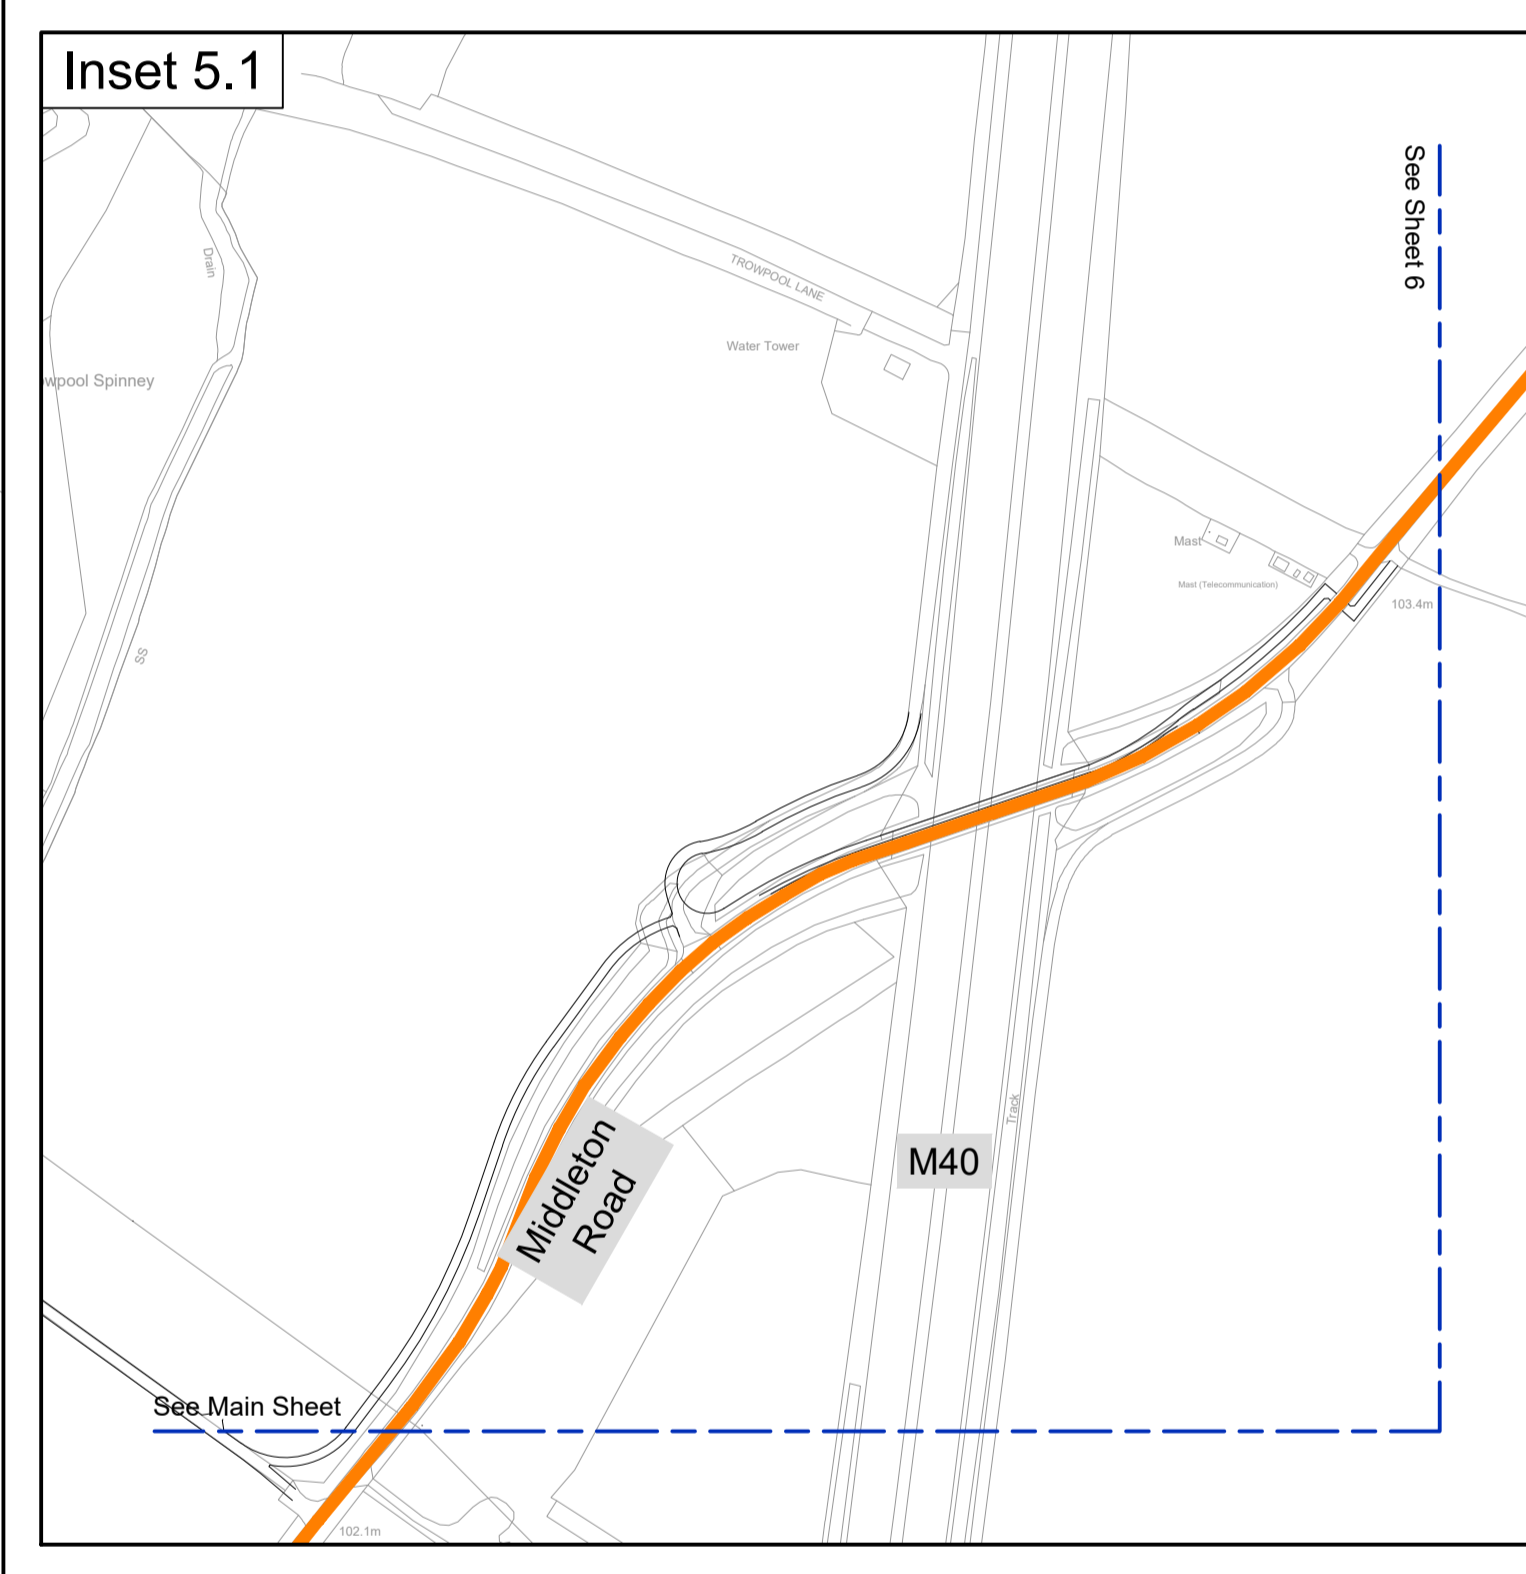 Inset 5.1
See Sheet 6
Drain
TROWPOOL LANE
Water Tower
wpool Spinney
Mast
Mast (Telecommunication)
103.4m
SS
Track
Middleton
Road
M40
See Main Sheet
102.1m